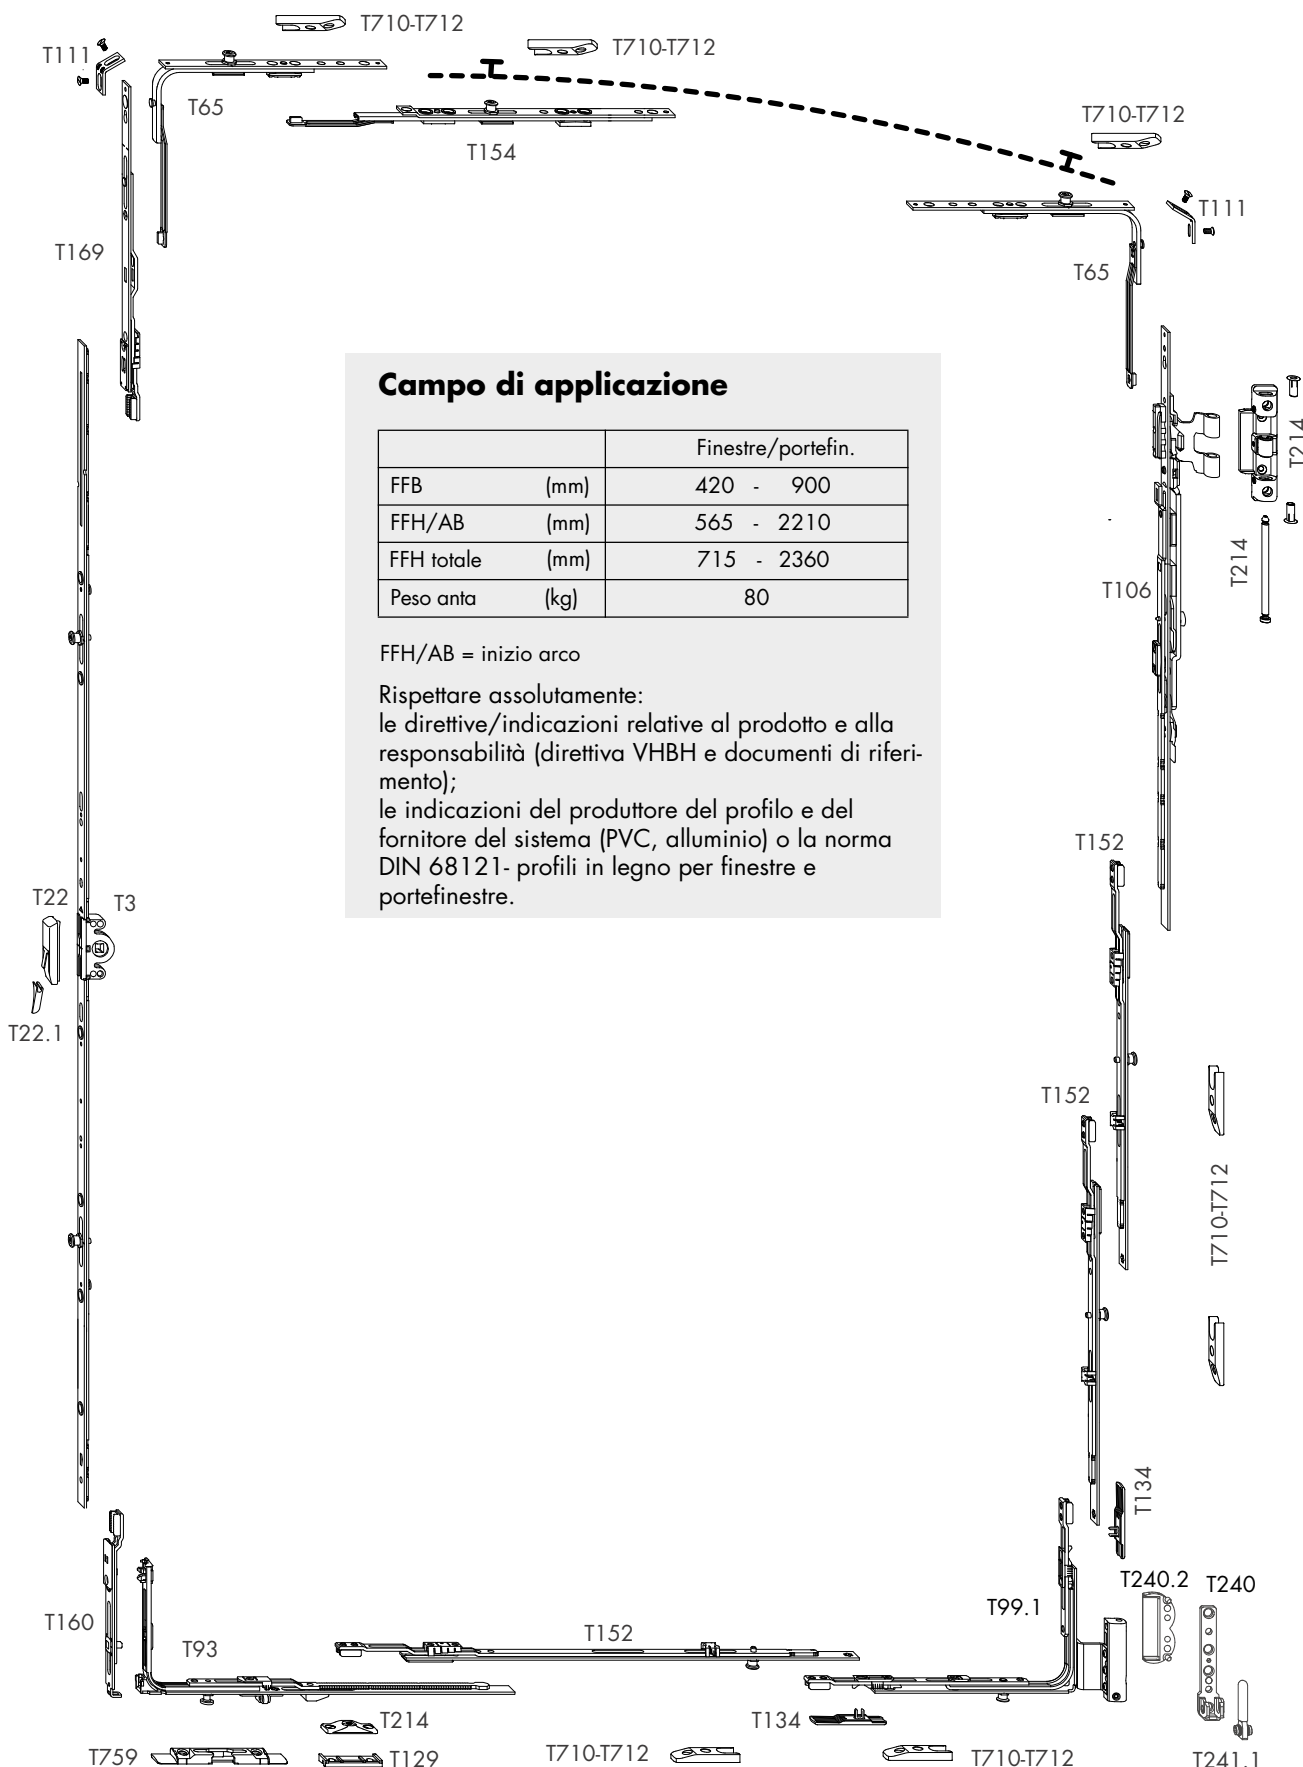 T710-T712
T710-T712
T111
T65
T710-T712
T154
T111
T169
T65
Campo di applicazione
Finestre/portefin.
FFB (mm) 420 - 900
FFH/AB (mm) 565 - 2210
FFH totale (mm) 715 - 2360
Peso anta (kg) 80
FFH/AB = inizio arco
Rispettare assolutamente:
le direttive/indicazioni relative al prodotto e alla
responsabilità (direttiva VHBH e documenti di riferi-
mento);
le indicazioni del produttore del profilo e del
fornitore del sistema (PVC, alluminio) o la norma
DIN 68121- profili in legno per finestre e
portefinestre.
T214
T214
T106
T152
T22
T3
T22.1
T152
T710-T712
T134
T240.2
T240
T99.1
T160
T93
T152
T214
T134
T759
T129
T710-T712
T710-T712
T241.1